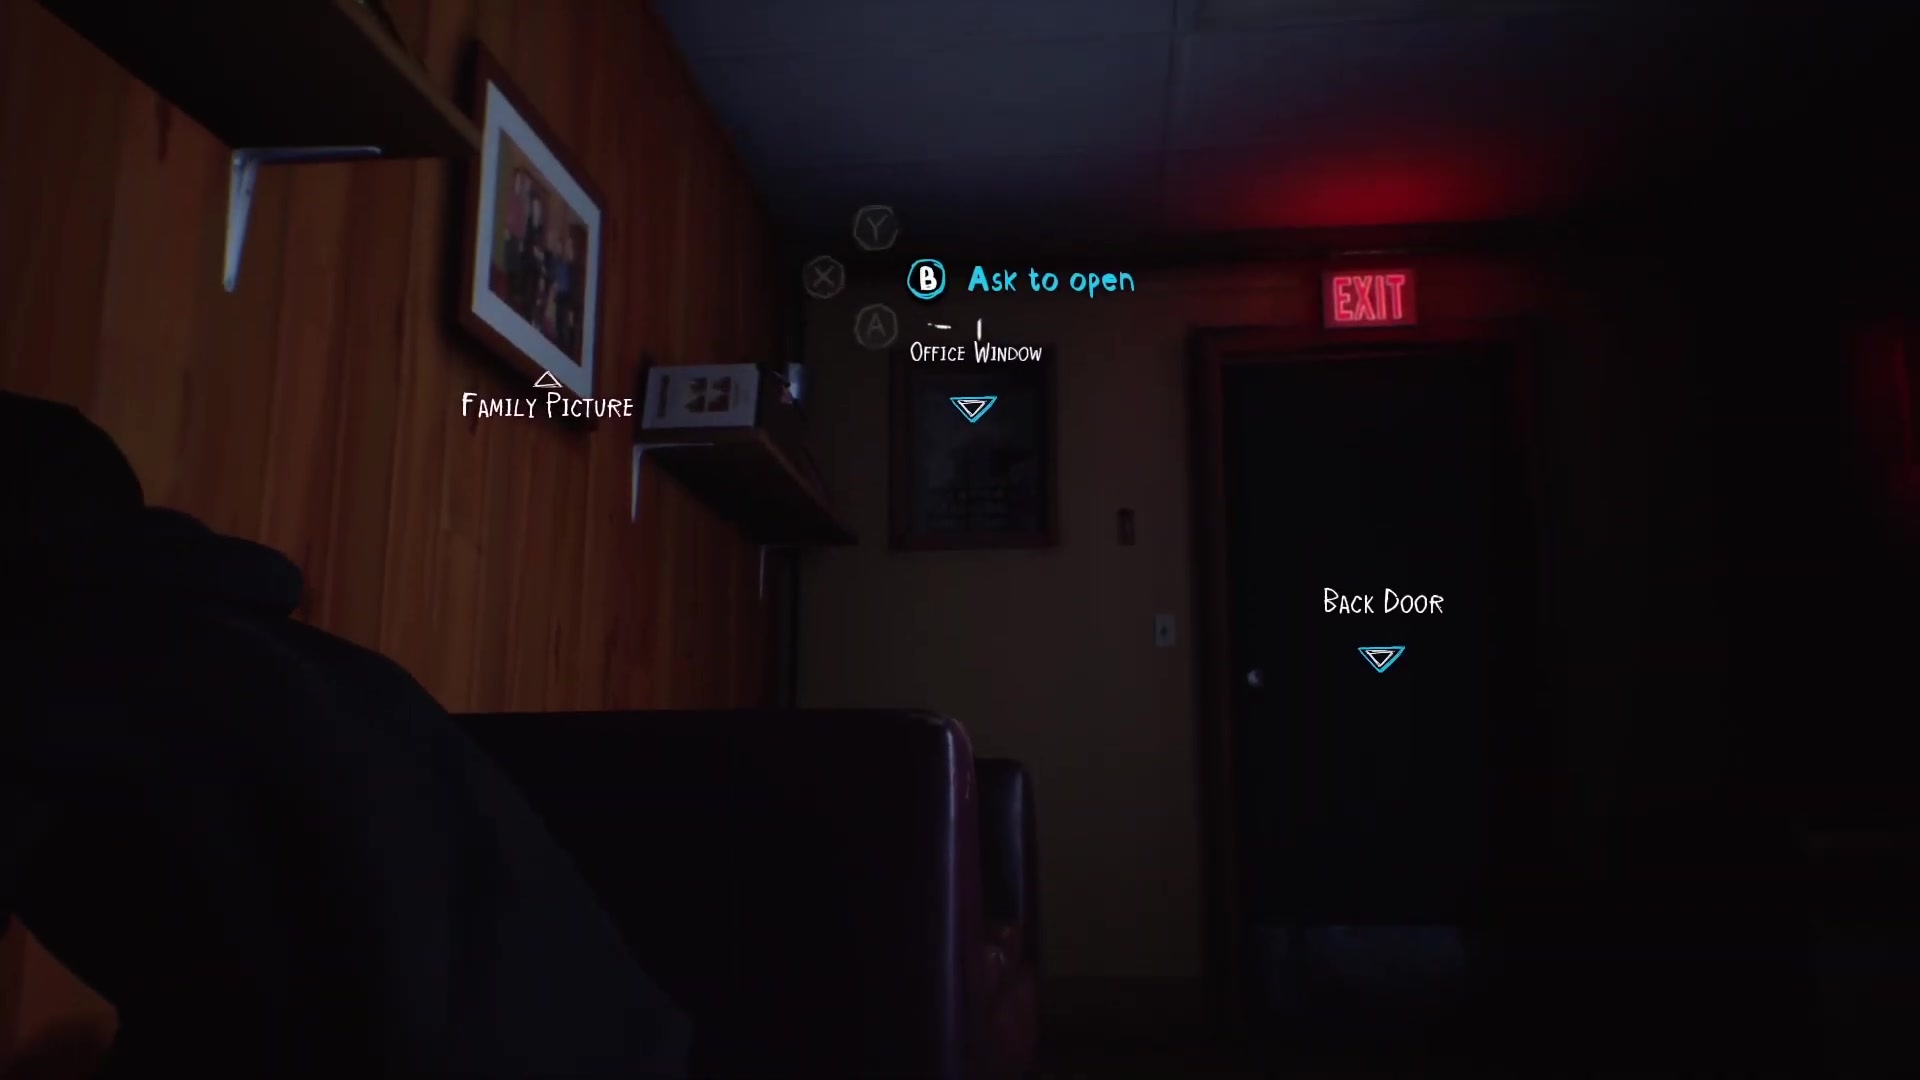 Y
X
B Ask to open
A
EXIT
Office Window
Family Picture
Back Door